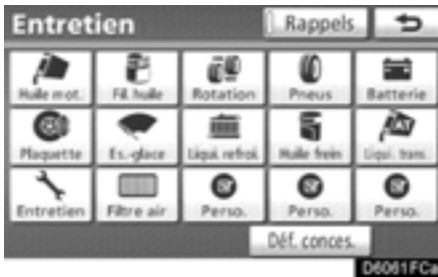 Entretien Rappels
Huile mot. Fil. huile Rotation Pneus Batterie
Plaquette Es.-glace Liqui. refroi. Huile frein Liqui. trans.
Entretien Filtre air Perso. Perso. Perso.
Déf. conces.
D6061FCa